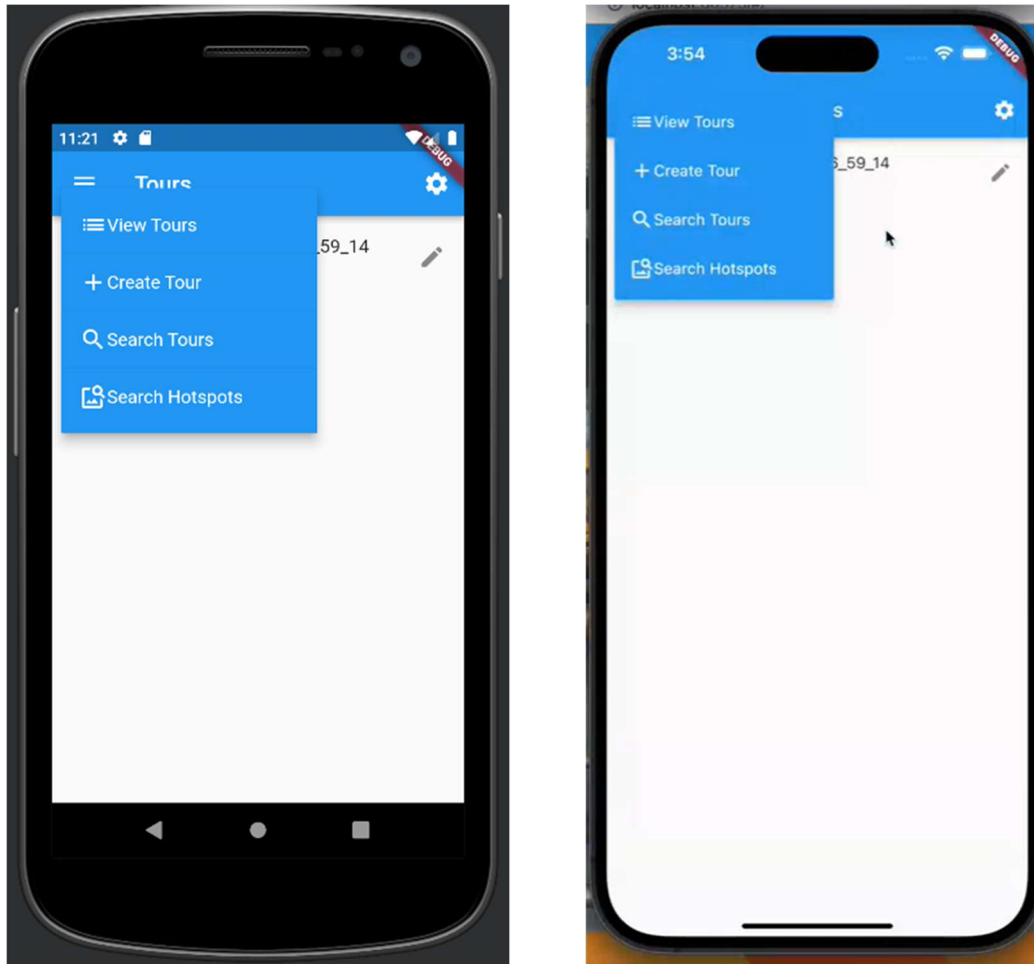 11:21
DEBUG
Tours
View Tours
_59_14
Create Tour
Search Tours
Search Hotspots
3:54
DEBUG
s
View Tours
_59_14
Create Tour
Search Tours
Search Hotspots